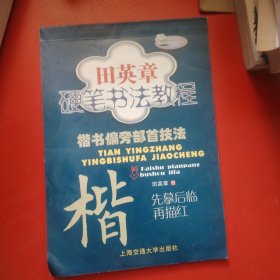 田英章
硬笔书法教程
楷书偏旁部首技法
TIAN YINGZHANG
YINGBISHUFA JIAOCHENG
Kaishu pianpang
bushou jifa
田英章 著
楷
先摹后临
再描红
上海交通大学出版社